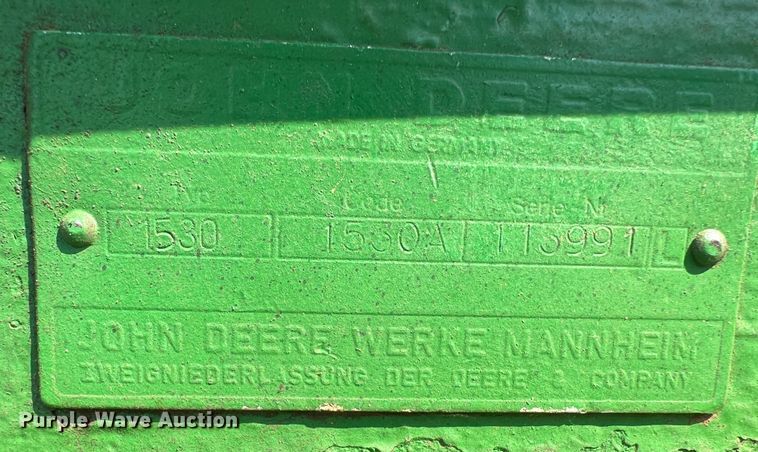 JOHN DEERE
MADE IN GERMANY
Typ Code Serie Nr
1530 1530A 113991 L
JOHN DEERE WERKE MANNHEIM
ZWEIGNIEDERLASSUNG DER DEERE & COMPANY
Purple Wave Auction